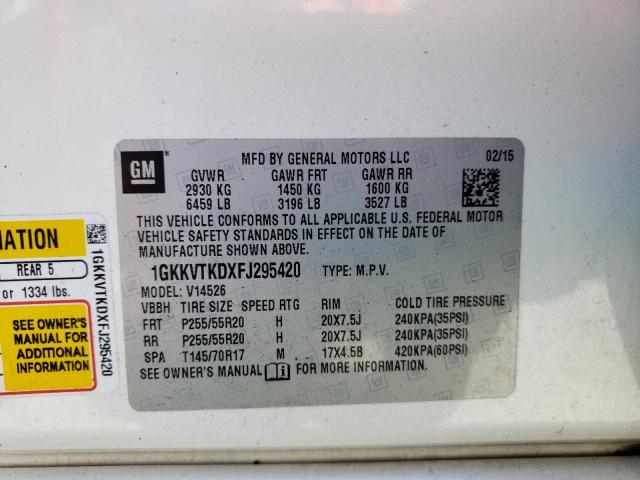 GM
MFD BY GENERAL MOTORS LLC 02/15
GVWR GAWR FRT GAWR RR
2930 KG 1450 KG 1600 KG
6459 LB 3196 LB 3527 LB
THIS VEHICLE CONFORMS TO ALL APPLICABLE U.S. FEDERAL MOTOR
VEHICLE SAFETY STANDARDS IN EFFECT ON THE DATE OF
MANUFACTURE SHOWN ABOVE.
1GKKVTKDXFJ295420 TYPE: M.P.V.
MODEL: V14526
VBBH TIRE SIZE SPEED RTG RIM COLD TIRE PRESSURE
FRT P255/55R20 H 20X7.5J 240KPA(35PSI)
RR P255/55R20 H 20X7.5J 240KPA(35PSI)
SPA T145/70R17 M 17X4.5B 420KPA(60PSI)
SEE OWNER'S MANUAL FOR MORE INFORMATION.
REAR 5
or 1334 lbs.
SEE OWNER'S
MANUAL FOR
ADDITIONAL
INFORMATION
1GKKVTKDXFJ295420